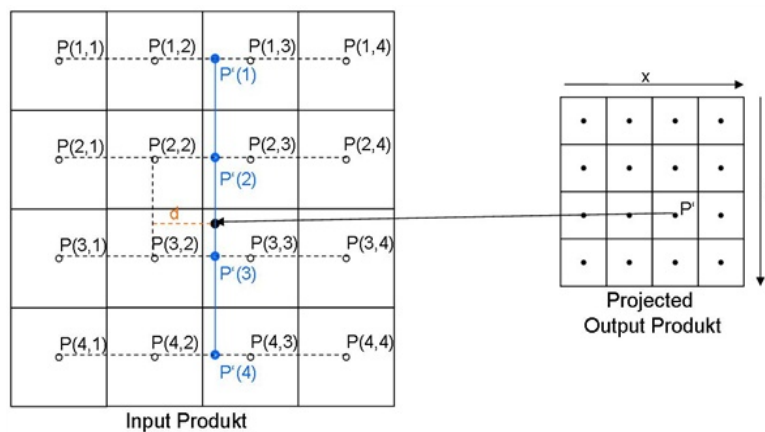 P(1,1) P(1,2) P(1,3) P(1,4)
P'(1)
P(2,1) P(2,2) P(2,3) P(2,4)
P'(2)
d
P(3,1) P(3,2) P(3,3) P(3,4)
P'(3)
P(4,1) P(4,2) P(4,3) P(4,4)
P'(4)
Input Produkt
x
P'
Projected
Output Produkt